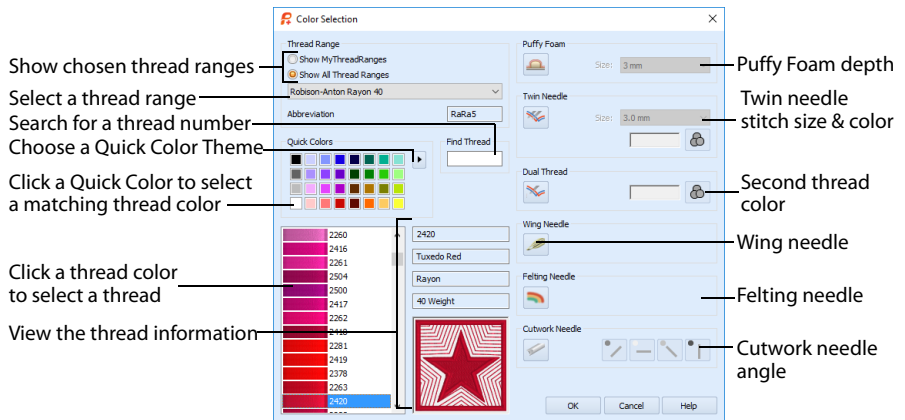 Color Selection
Thread Range
Show MyThreadRanges
Show All Thread Ranges
Robison-Anton Rayon 40
Abbreviation
RaRa5
Quick Colors
Find Thread
2260
2416
2261
2504
2500
2417
2262
2418
2281
2419
2378
2263
2420
2420
Tuxedo Red
Rayon
40 Weight
Puffy Foam
Size:
3 mm
Twin Needle
Size:
3.0 mm
Dual Thread
Wing Needle
Felting Needle
Cutwork Needle
OK
Cancel
Help
Show chosen thread ranges
Select a thread range
Search for a thread number
Choose a Quick Color Theme
Click a Quick Color to select
a matching thread color
Click a thread color
to select a thread
View the thread information
Puffy Foam depth
Twin needle
stitch size & color
Second thread
color
Wing needle
Felting needle
Cutwork needle
angle